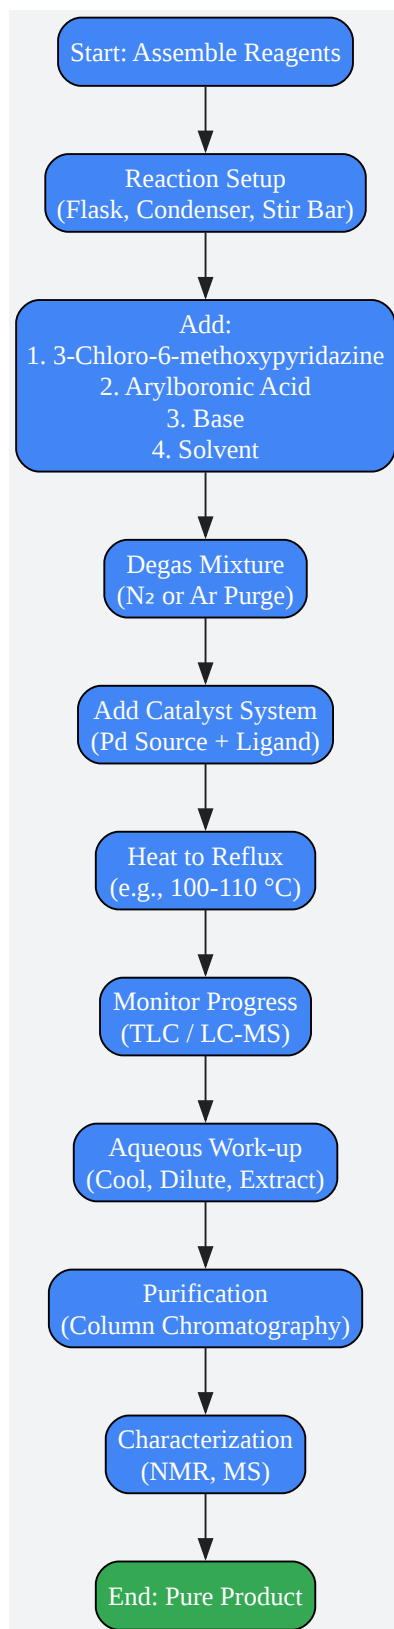 Start: Assemble Reagents
Reaction Setup
(Flask, Condenser, Stir Bar)
Add:
1. 3-Chloro-6-methoxypyridazine
2. Arylboronic Acid
3. Base
4. Solvent
Degas Mixture
(N₂ or Ar Purge)
Add Catalyst System
(Pd Source + Ligand)
Heat to Reflux
(e.g., 100-110 °C)
Monitor Progress
(TLC / LC-MS)
Aqueous Work-up
(Cool, Dilute, Extract)
Purification
(Column Chromatography)
Characterization
(NMR, MS)
End: Pure Product